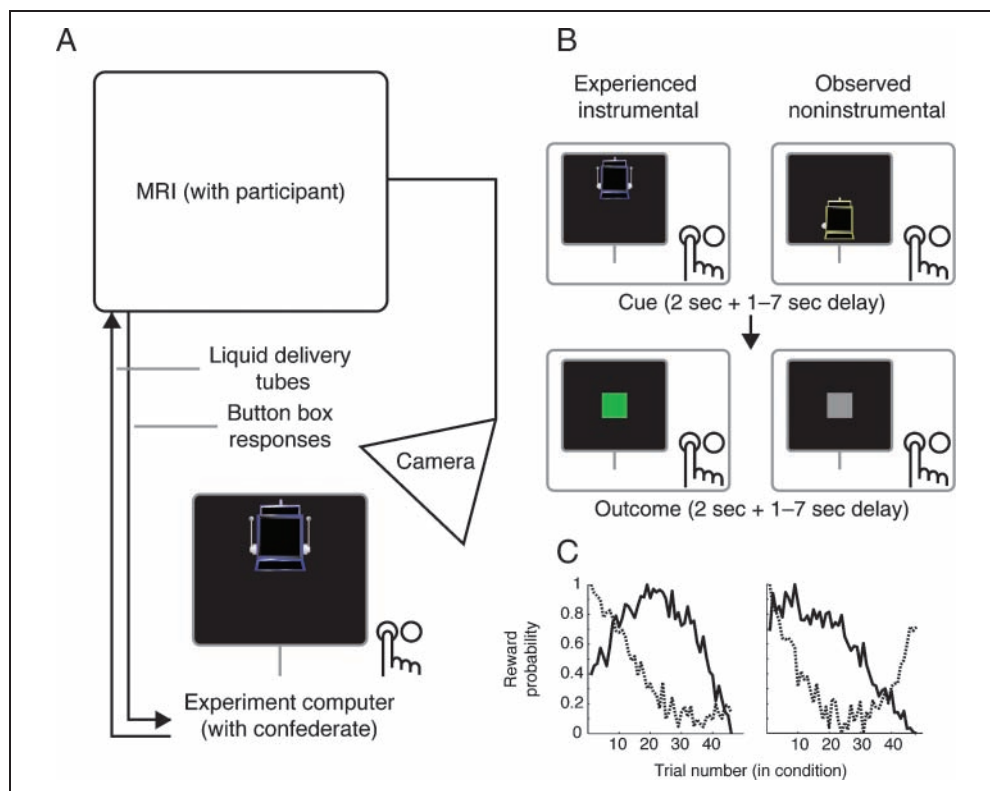 A
MRI (with participant)
Liquid delivery
tubes
Button box
responses
Camera
Experiment computer
(with confederate)
B
Experienced
instrumental
Observed
noninstrumental
Cue (2 sec + 1–7 sec delay)
Outcome (2 sec + 1–7 sec delay)
C
Reward
probability
1
0.8
0.6
0.4
0.2
0
10 20 30 40
10 20 30 40
Trial number (in condition)